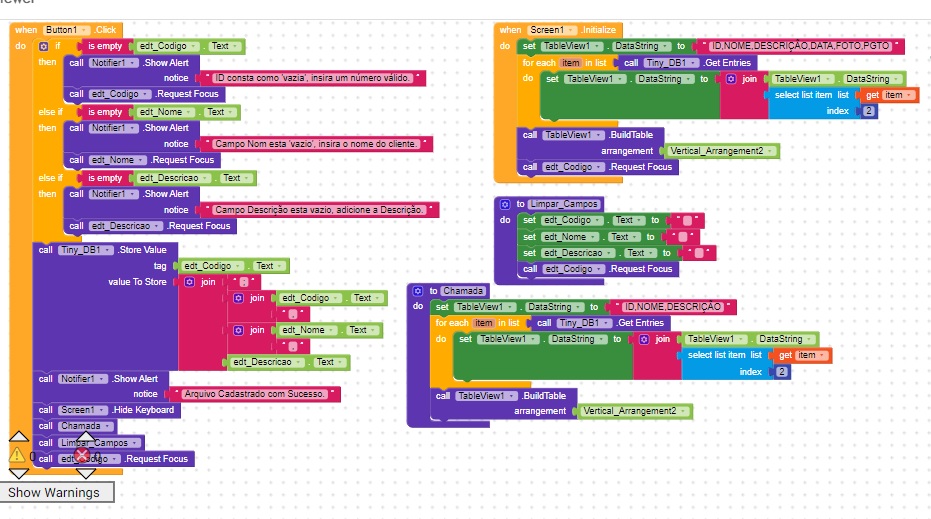 when Button1 .Click
do if is empty edt_Codigo . Text
then call Notifier1 .Show Alert
notice " ID consta como 'vazia', insira um número válido. "
call edt_Codigo .Request Focus
else if is empty edt_Nome . Text
then call Notifier1 .Show Alert
notice " Campo Nom esta 'vazio', insira o nome do cliente. "
call edt_Nome .Request Focus
else if is empty edt_Descricao . Text
then call Notifier1 .Show Alert
notice " Campo Descrição esta vazio, adicione a Descrição. "
call edt_Descricao .Request Focus
call Tiny_DB1 .Store Value
tag edt_Codigo . Text
value To Store join " "
join edt_Codigo . Text
" , "
join edt_Nome . Text
" , "
edt_Descricao . Text
call Notifier1 .Show Alert
notice " Arquivo Cadastrado com Sucesso. "
call Screen1 .Hide Keyboard
call Chamada
call Limpar_Campos
call edt_Codigo .Request Focus
0 0
Show Warnings
when Screen1 .Initialize
do set TableView1 . DataString to " ID,NOME,DESCRIÇÃO,DATA,FOTO,PGTO "
for each item in list call Tiny_DB1 .Get Entries
do set TableView1 . DataString to join TableView1 . DataString
select list item list get item
index 2
call TableView1 .BuildTable
arrangement Vertical_Arrangement2
call edt_Codigo .Request Focus
to Limpar_Campos
do set edt_Codigo . Text to " "
set edt_Nome . Text to " "
set edt_Descricao . Text to " "
call edt_Codigo .Request Focus
to Chamada
do set TableView1 . DataString to " ID,NOME,DESCRIÇÃO "
for each item in list call Tiny_DB1 .Get Entries
do set TableView1 . DataString to join TableView1 . DataString
select list item list get item
index 2
call TableView1 .BuildTable
arrangement Vertical_Arrangement2